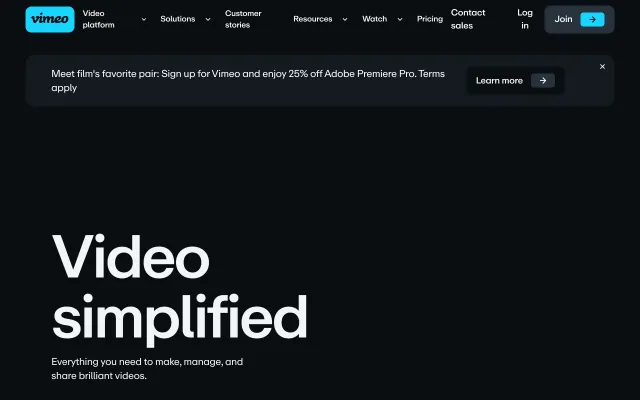 vimeo
Video
platform
Solutions
Customer
stories
Resources
Watch
Pricing
Contact
sales
Log
in
Join
Meet film's favorite pair: Sign up for Vimeo and enjoy 25% off Adobe Premiere Pro. Terms
apply
Learn more
Video
simplified
Everything you need to make, manage, and
share brilliant videos.